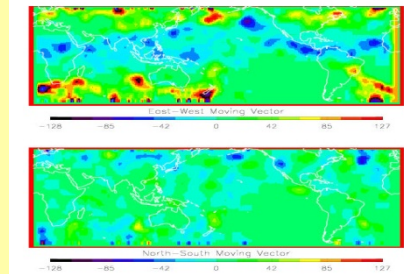 East-West Moving Vector
-128 -85 -42 0 42 85 127
North-South Moving Vector
-128 -85 -42 0 42 85 127